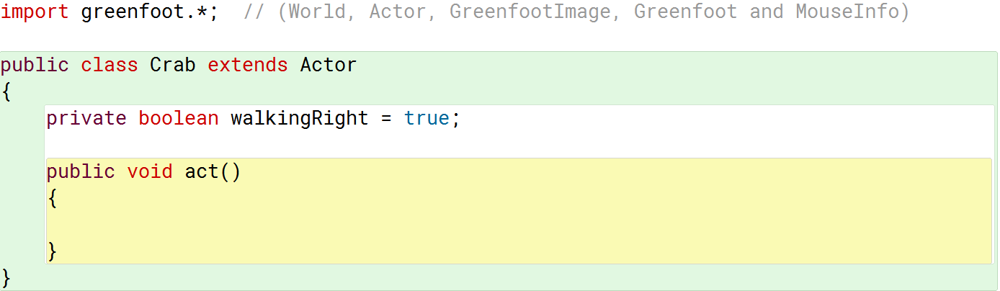 import greenfoot.*;  // (World, Actor, GreenfootImage, Greenfoot and MouseInfo)
public class Crab extends Actor
{
    private boolean walkingRight = true;
    public void act()
    {
    }
}